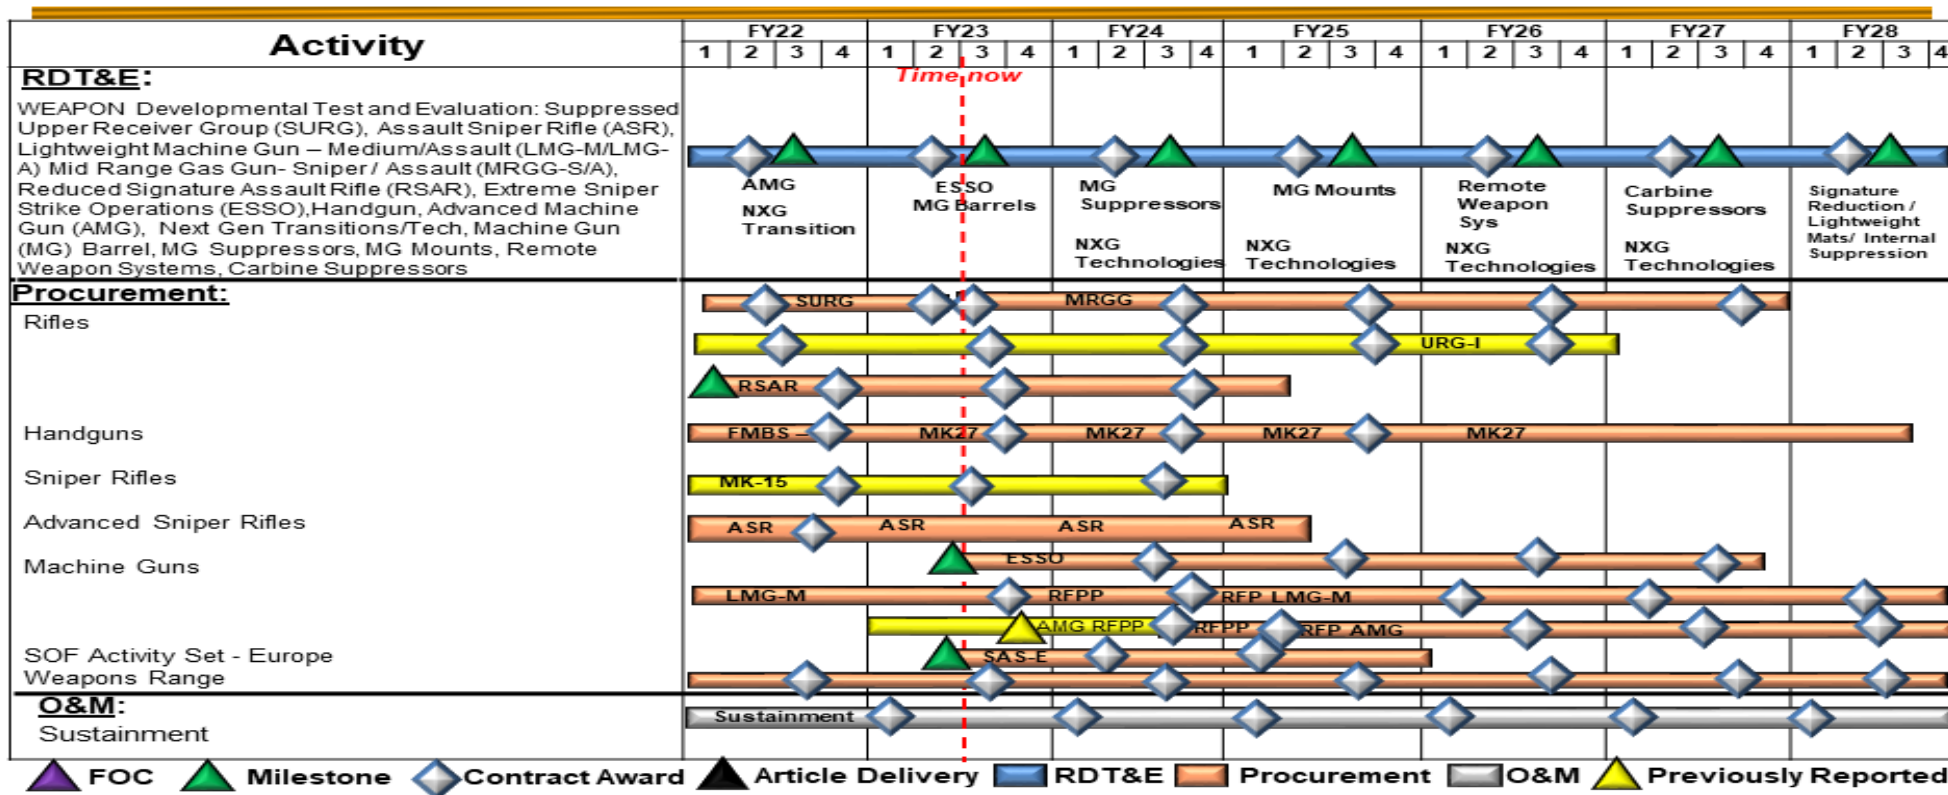 Activity
FY22 FY23 FY24 FY25 FY26 FY27 FY28
1 2 3 4 1 2 3 4 1 2 3 4 1 2 3 4 1 2 3 4 1 2 3 4 1 2 3 4
RDT&E:
Time now
WEAPON Developmental Test and Evaluation: Suppressed
Upper Receiver Group (SURG), Assault Sniper Rifle (ASR),
Lightweight Machine Gun – Medium/Assault (LMG-M/LMG-
A) Mid Range Gas Gun- Sniper / Assault (MRGG-S/A),
Reduced Signature Assault Rifle (RSAR), Extreme Sniper
Strike Operations (ESSO),Handgun, Advanced Machine
Gun (AMG), Next Gen Transitions/Tech, Machine Gun
(MG) Barrel, MG Suppressors, MG Mounts, Remote
Weapon Systems, Carbine Suppressors
AMG
NXG
Transition
ESSO
MG Barrels
MG
Suppressors
NXG
Technologies
MG Mounts
NXG
Technologies
Remote
Weapon
Sys
NXG
Technologies
Carbine
Suppressors
NXG
Technologies
Signature
Reduction /
Lightweight
Mats/ Internal
Suppression
Procurement:
SURG MRGG
Rifles
URG-I
RSAR
Handguns
FMBS – MK27 MK27 MK27 MK27
Sniper Rifles
MK-15
Advanced Sniper Rifles
ASR ASR ASR ASR
Machine Guns
ESSO
LMG-M RFPP RFP LMG-M
AMG RFPP RFPP RFP AMG
SOF Activity Set - Europe
SAS-E
Weapons Range
O&M:
Sustainment
Sustainment
FOC Milestone Contract Award Article Delivery RDT&E Procurement O&M Previously Reported